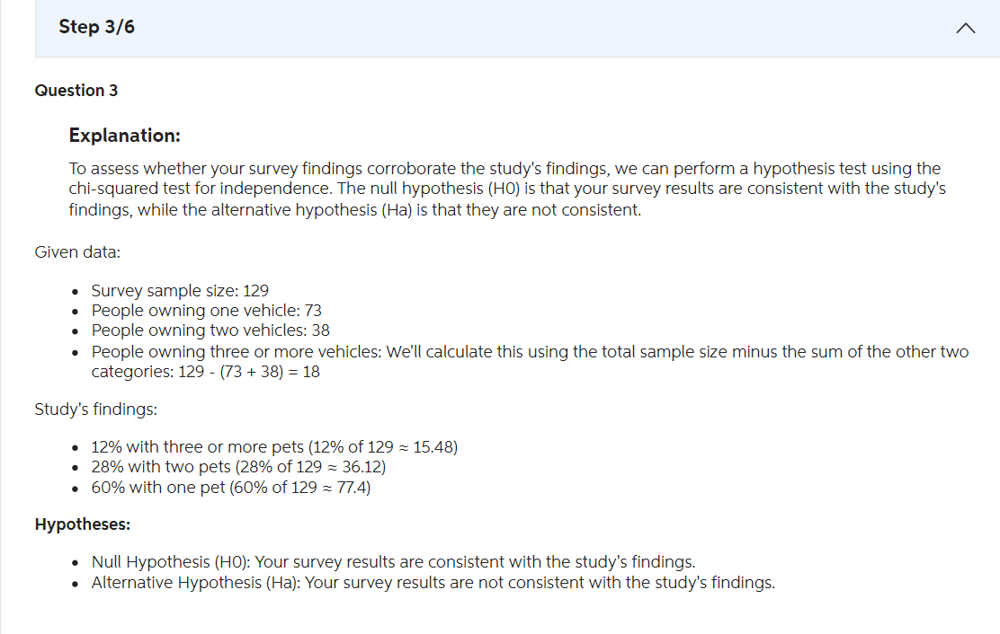 Step 3/6
Question 3
Explanation:
To assess whether your survey findings corroborate the study's findings, we can perform a hypothesis test using the
chi-squared test for independence. The null hypothesis (H0) is that your survey results are consistent with the study's
findings, while the alternative hypothesis (Ha) is that they are not consistent.
Given data:
• Survey sample size: 129
• People owning one vehicle: 73
• People owning two vehicles: 38
• People owning three or more vehicles: We'll calculate this using the total sample size minus the sum of the other two
categories: 129 - (73 + 38) = 18
Study's findings:
• 12% with three or more pets (12% of 129 ≈ 15.48)
• 28% with two pets (28% of 129 ≈ 36.12)
• 60% with one pet (60% of 129 ≈ 77.4)
Hypotheses:
• Null Hypothesis (H0): Your survey results are consistent with the study's findings.
• Alternative Hypothesis (Ha): Your survey results are not consistent with the study's findings.